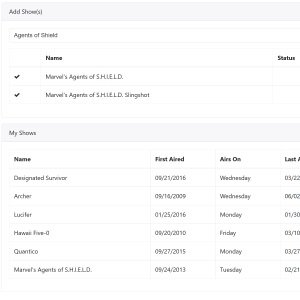 Add Show(s)
Agents of Shield
Name Status
Marvel's Agents of S.H.I.E.L.D.
Marvel's Agents of S.H.I.E.L.D. Slingshot
My Shows
Name First Aired Airs On Last A
Designated Survivor 09/21/2016 Wednesday 03/22
Archer 09/16/2009 Wednesday 06/02
Lucifer 01/25/2016 Monday 01/30
Hawaii Five-0 09/20/2010 Friday 03/10
Quantico 09/27/2015 Monday 03/27
Marvel's Agents of S.H.I.E.L.D. 09/24/2013 Tuesday 02/21